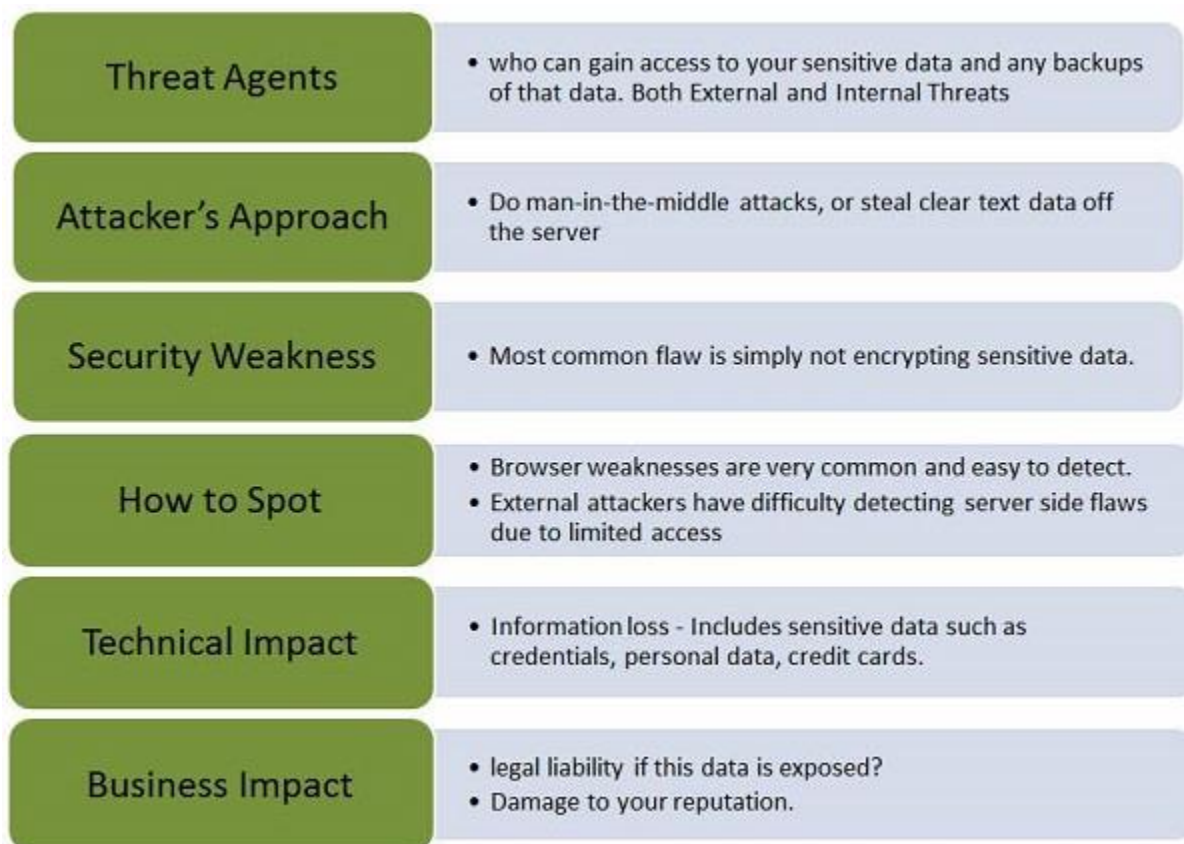 Threat Agents
• who can gain access to your sensitive data and any backups
of that data. Both External and Internal Threats
Attacker's Approach
• Do man-in-the-middle attacks, or steal clear text data off
the server
Security Weakness
• Most common flaw is simply not encrypting sensitive data.
How to Spot
• Browser weaknesses are very common and easy to detect.
• External attackers have difficulty detecting server side flaws
due to limited access
Technical Impact
• Information loss - Includes sensitive data such as
credentials, personal data, credit cards.
Business Impact
• legal liability if this data is exposed?
• Damage to your reputation.